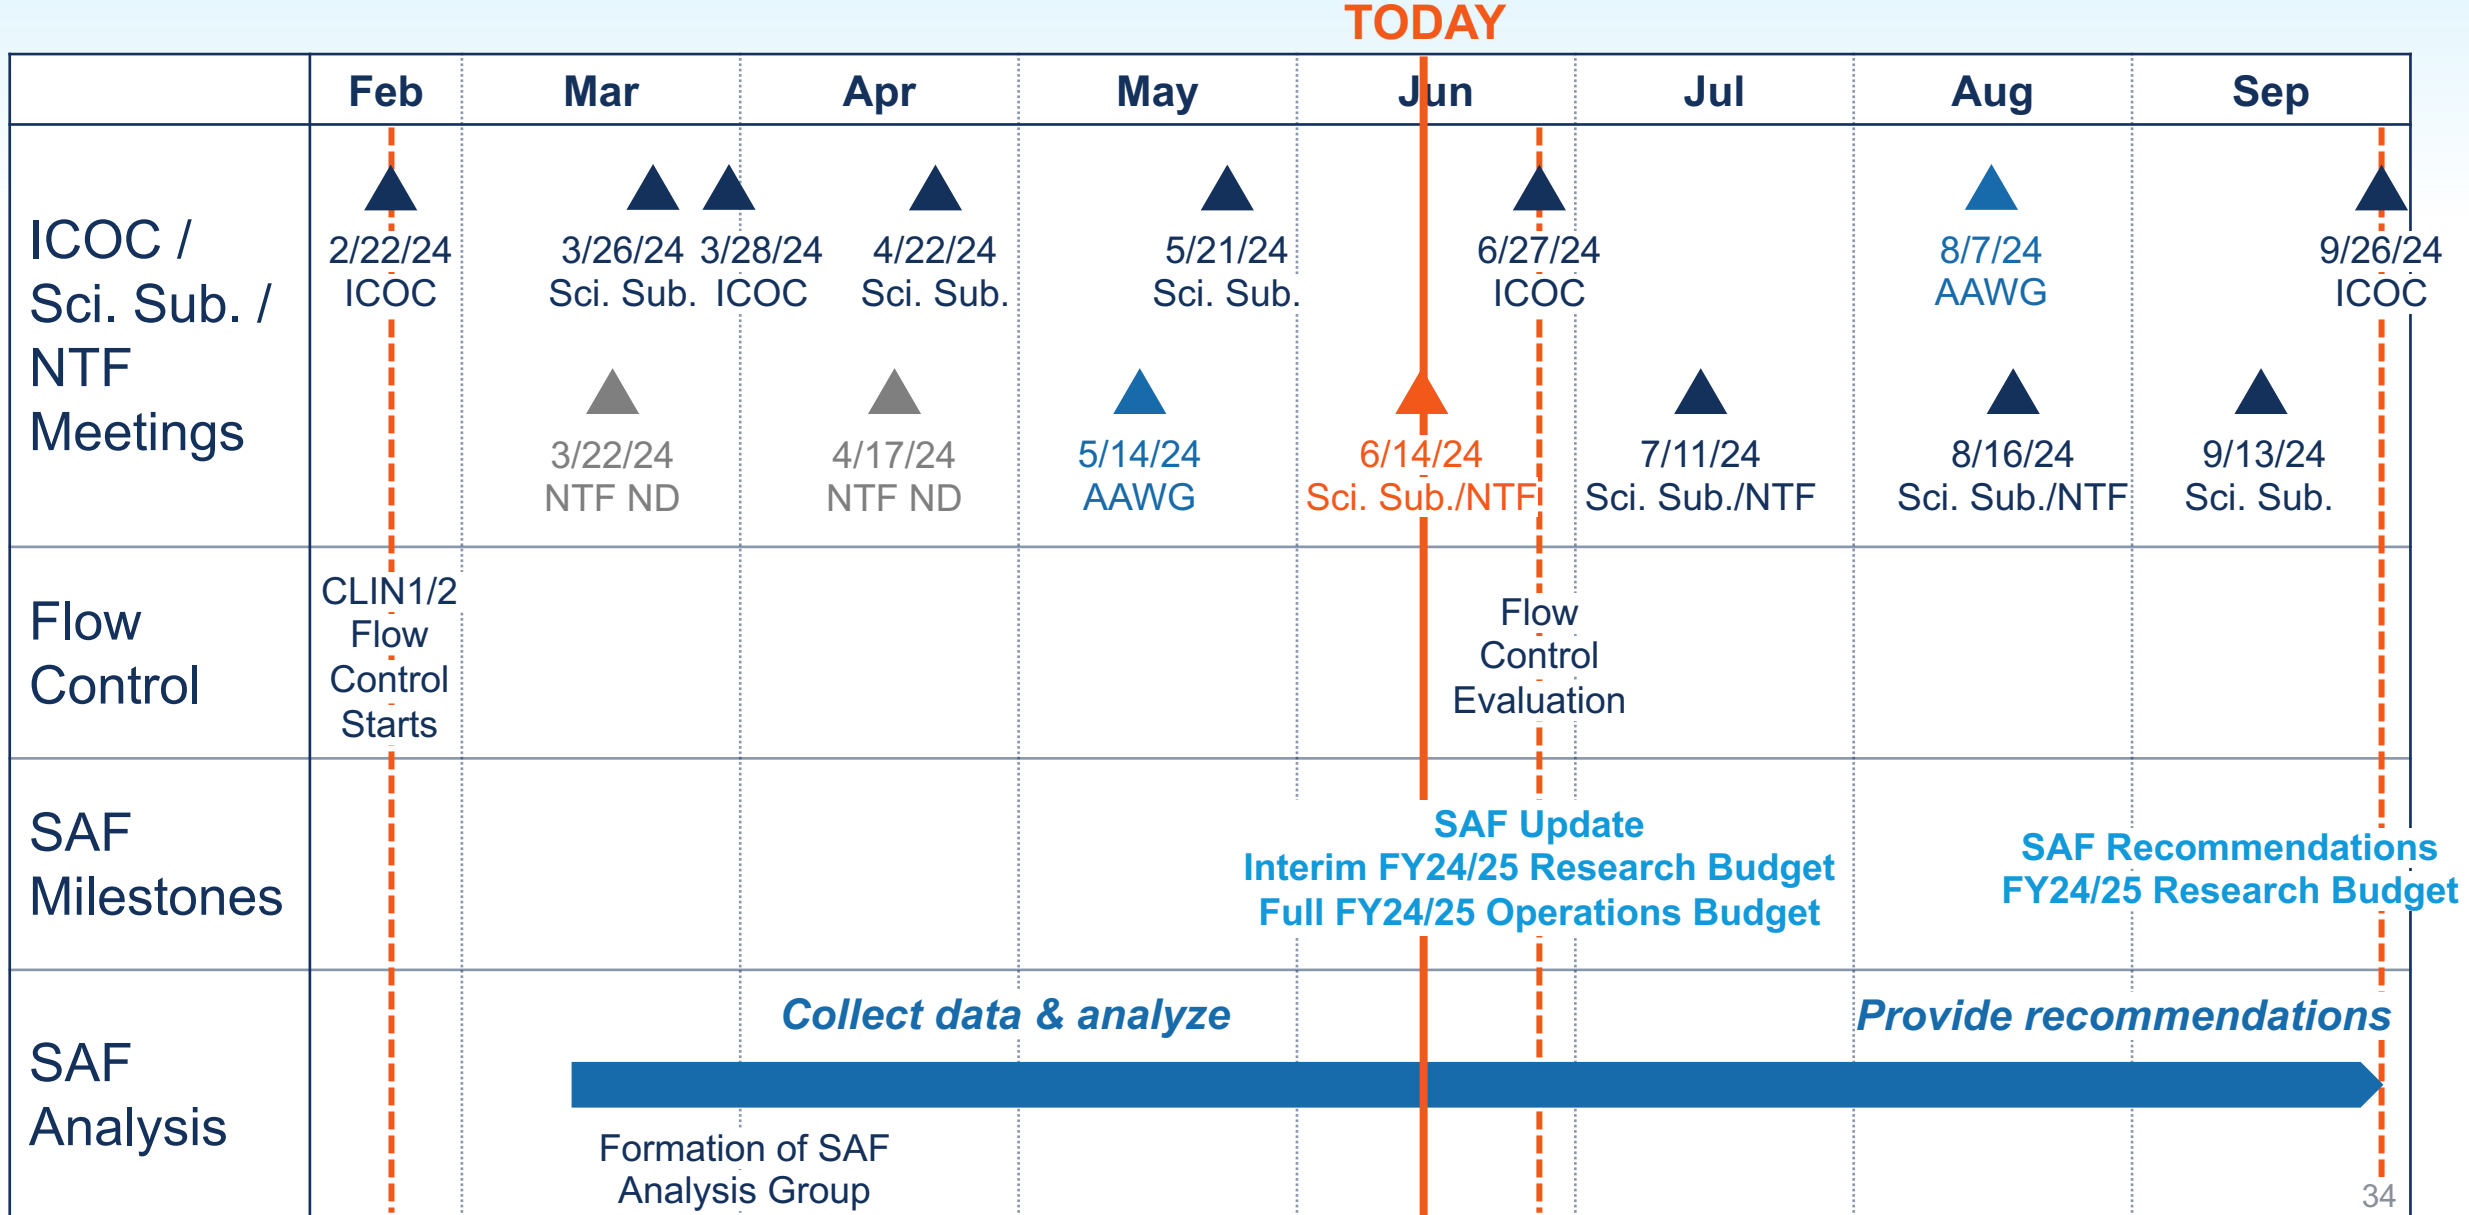 TODAY
Feb Mar Apr May Jun Jul Aug Sep
ICOC /
Sci. Sub. /
NTF
Meetings
2/22/24
ICOC
3/26/24
Sci. Sub.
3/28/24
ICOC
4/22/24
Sci. Sub.
5/21/24
Sci. Sub.
6/27/24
ICOC
8/7/24
AAWG
9/26/24
ICOC
3/22/24
NTF ND
4/17/24
NTF ND
5/14/24
AAWG
6/14/24
Sci. Sub./NTF
7/11/24
Sci. Sub./NTF
8/16/24
Sci. Sub./NTF
9/13/24
Sci. Sub.
Flow
Control
CLIN1/2
Flow
Control
Starts
Flow
Control
Evaluation
SAF
Milestones
SAF Update
Interim FY24/25 Research Budget
Full FY24/25 Operations Budget
SAF Recommendations
FY24/25 Research Budget
SAF
Analysis
Collect data & analyze
Provide recommendations
Formation of SAF
Analysis Group
34